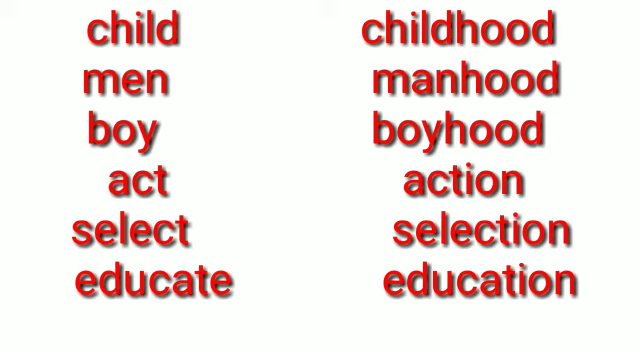 child childhood
men manhood
boy boyhood
act action
select selection
educate education